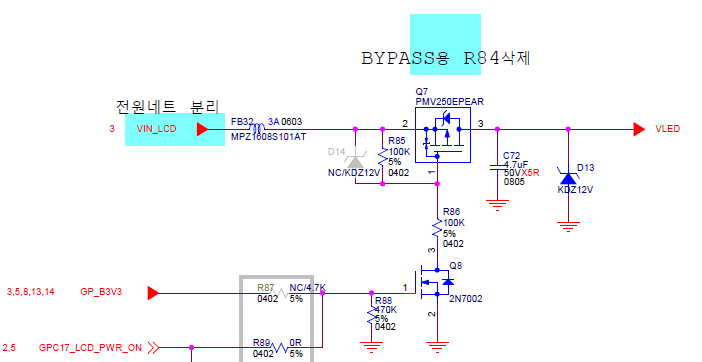 BYPASS용 R84삭제
전원네트 분리
Q7
PMV250EPEAR
3 VIN_LCD FB32 3A 0603
MPZ1608S101AT
2 3 VLED
R85
100K
5%
0402
D14
NC/KDZ12V
1
C72
4.7uF
50VX5R
0805
D13
KDZ12V
R86
100K
5%
0402
3
Q8
3,5,8,13,14 GP_B3V3
R87 NC/4.7K
0402 5%
1
2N7002
R88
470K
5%
0402
2
2,5 GPC17_LCD_PWR_ON
R89 0R
0402 5%